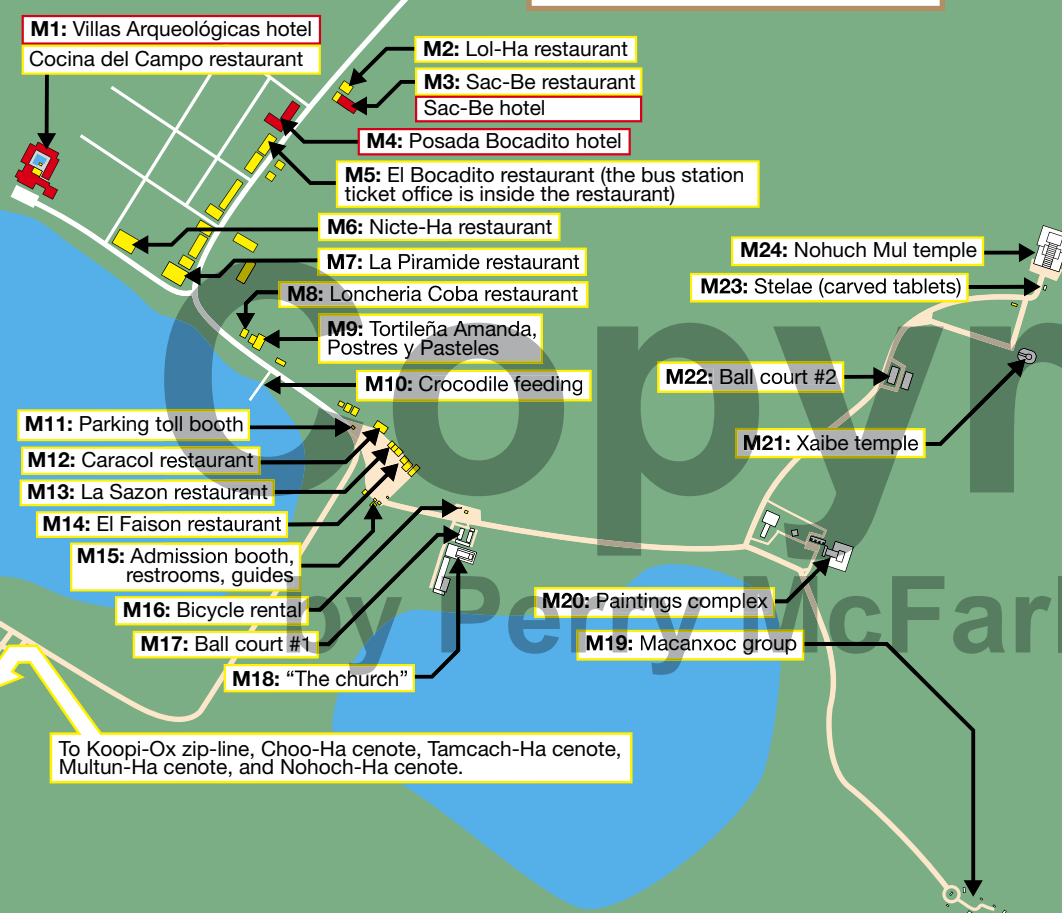 M1: Villas Arqueológicas hotel
Cocina del Campo restaurant
M2: Lol-Ha restaurant
M3: Sac-Be restaurant
Sac-Be hotel
M4: Posada Bocadito hotel
M5: El Bocadito restaurant (the bus station
ticket office is inside the restaurant)
M6: Nicte-Ha restaurant
M7: La Piramide restaurant
M8: Loncheria Coba restaurant
M9: Tortileña Amanda,
Postres y Pasteles
M10: Crocodile feeding
M11: Parking toll booth
M12: Caracol restaurant
M13: La Sazon restaurant
M14: El Faison restaurant
M15: Admission booth,
restrooms, guides
M16: Bicycle rental
M17: Ball court #1
M18: “The church”
M24: Nohuch Mul temple
M23: Stelae (carved tablets)
M22: Ball court #2
M21: Xaibe temple
M20: Paintings complex
M19: Macanxoc group
To Koopi-Ox zip-line, Choo-Ha cenote, Tamcach-Ha cenote,
Multun-Ha cenote, and Nohoch-Ha cenote.
Copyr
by Perry McFarl